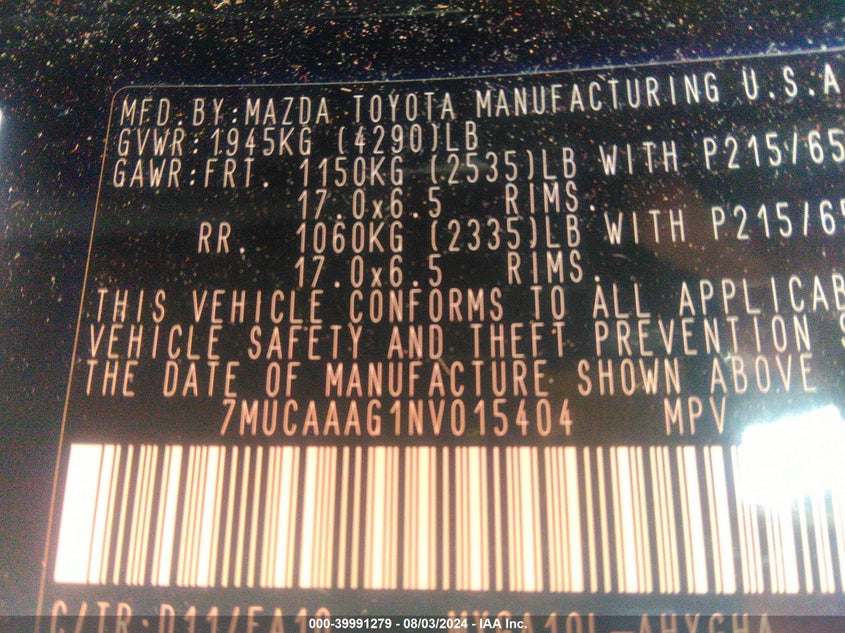 MFD.BY:MAZDA TOYOTA MANUFACTURING U.S.A
GVWR:1945KG (4290)LB
GAWR:FRT. 1150KG (2535)LB WITH P215/65
17.0x6.5 RIMS.
RR. 1060KG (2335)LB WITH P215/65
17.0x6.5 RIMS.
THIS VEHICLE CONFORMS TO ALL APPLICAB
VEHICLE SAFETY AND THEFT PREVENTION S
THE DATE OF MANUFACTURE SHOWN ABOVE
7MUCAAAG1NV015404 MPV
000-39991279 - 08/03/2024 - IAA Inc.